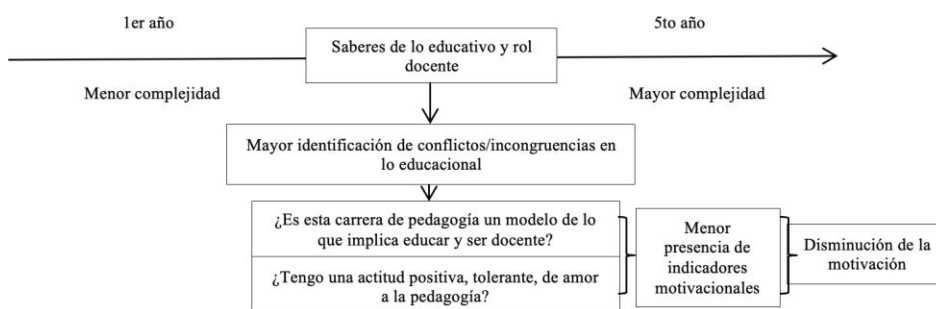 1er año
5to año
Saberes de lo educativo y rol
docente
Menor complejidad
Mayor complejidad
Mayor identificación de conflictos/incongruencias en
lo educacional
¿Es esta carrera de pedagogía un modelo de lo
que implica educar y ser docente?
¿Tengo una actitud positiva, tolerante, de amor
a la pedagogía?
Menor
presencia de
indicadores
motivacionales
Disminución de la
motivación